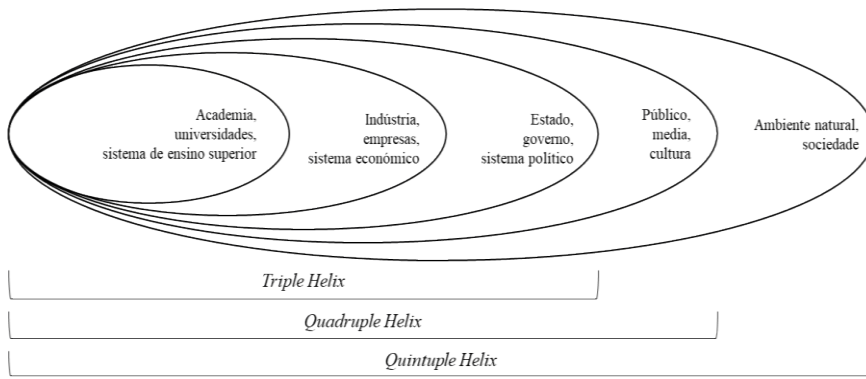 Academia,
universidades,
sistema de ensino superior
Indústria,
empresas,
sistema económico
Estado,
governo,
sistema político
Público,
media,
cultura
Ambiente natural,
sociedade
Triple Helix
Quadruple Helix
Quintuple Helix